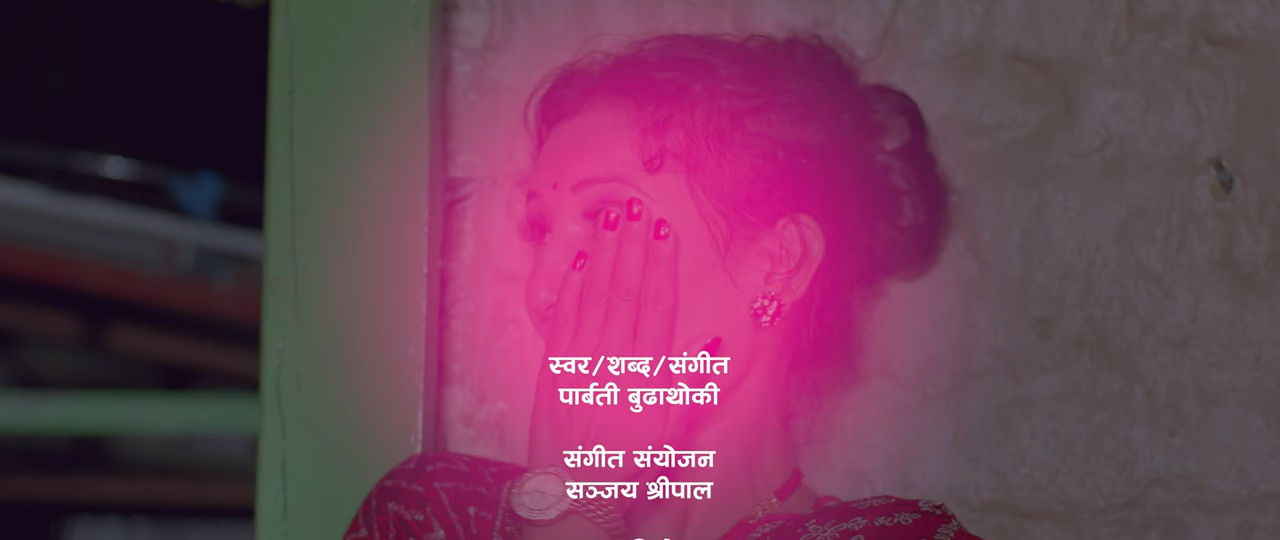 स्वर/शब्द/संगीत
पार्बती बुढाथोकी
संगीत संयोजन
सञ्जय श्रीपाल